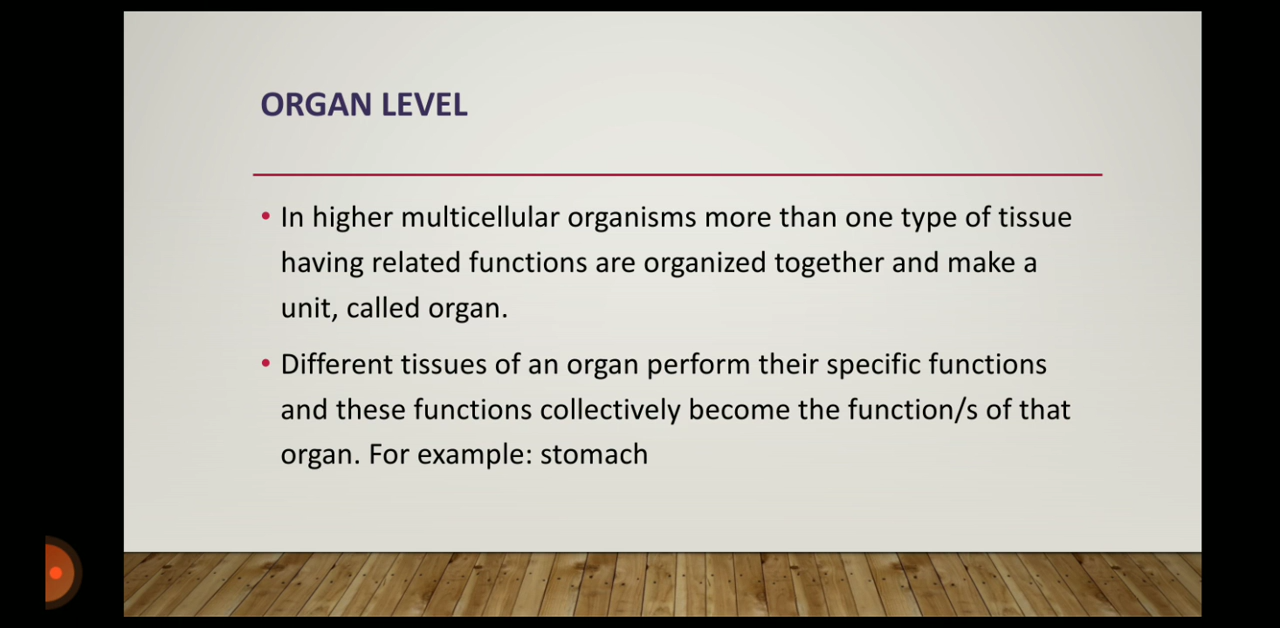 ORGAN LEVEL
• In higher multicellular organisms more than one type of tissue
having related functions are organized together and make a
unit, called organ.
• Different tissues of an organ perform their specific functions
and these functions collectively become the function/s of that
organ. For example: stomach